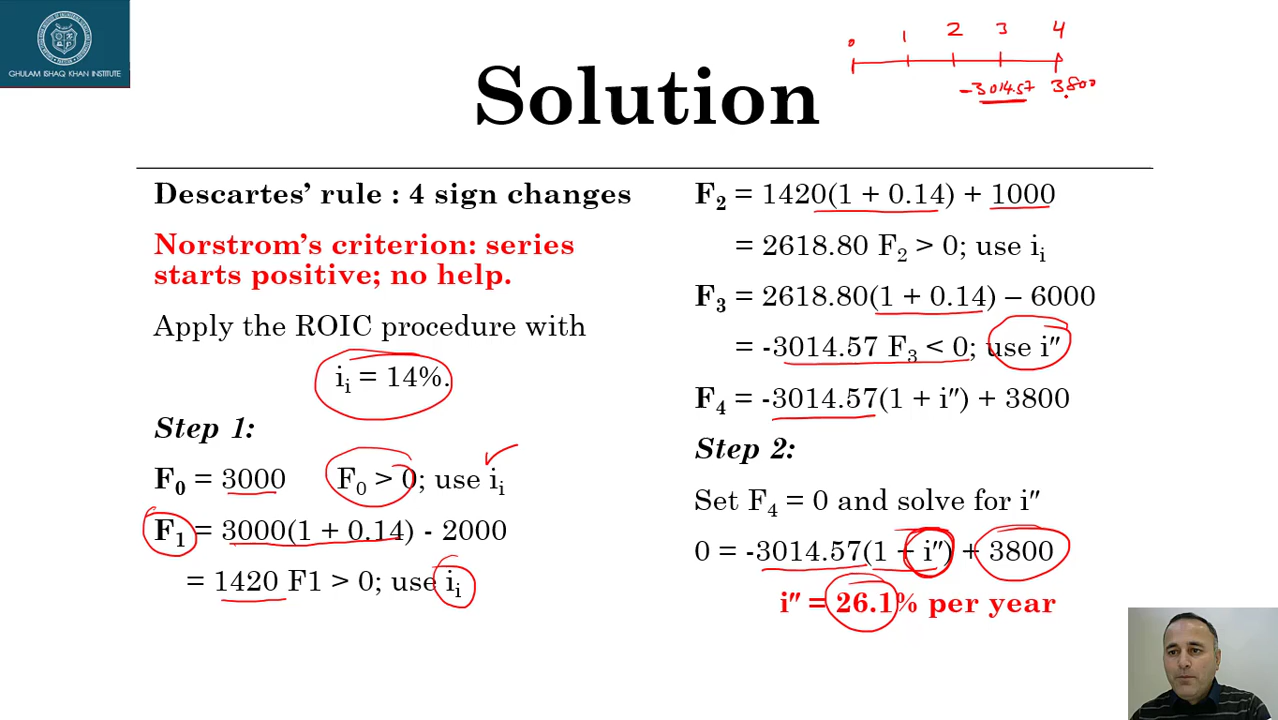 GHULAM ISHAQ KHAN INSTITUTE
0 1 2 3 4
-3014.57 3800
Solution
Descartes’ rule : 4 sign changes
Norstrom’s criterion: series
starts positive; no help.
Apply the ROIC procedure with
iᵢ = 14%.
Step 1:
F₀ = 3000 F₀ > 0; use iᵢ
F₁ = 3000(1 + 0.14) - 2000
= 1420 F1 > 0; use iᵢ
F₂ = 1420(1 + 0.14) + 1000
= 2618.80 F₂ > 0; use iᵢ
F₃ = 2618.80(1 + 0.14) – 6000
= -3014.57 F₃ < 0; use i″
F₄ = -3014.57(1 + i″) + 3800
Step 2:
Set F₄ = 0 and solve for i″
0 = -3014.57(1 + i″) + 3800
i″ = 26.1% per year